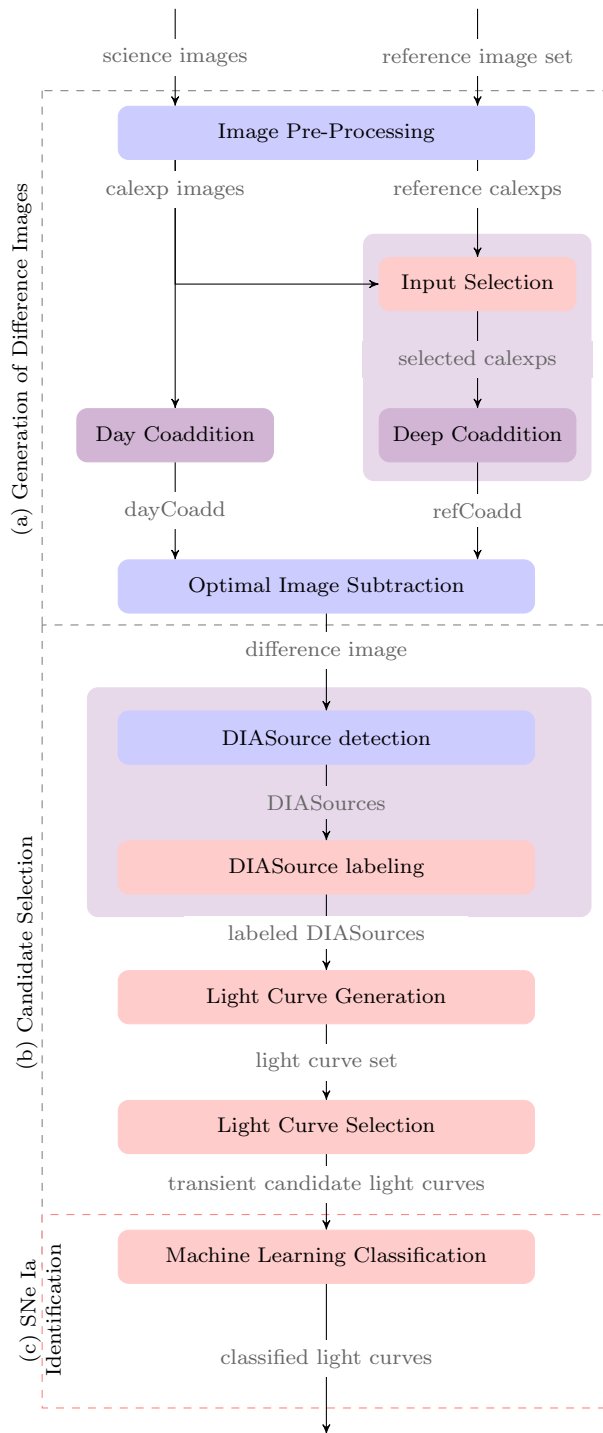 science images
reference image set
Image Pre-Processing
calexp images
reference calexps
Input Selection
selected calexps
Day Coaddition
Deep Coaddition
dayCoadd
refCoadd
Optimal Image Subtraction
(a) Generation of Difference Images
difference image
DIASource detection
DIASources
DIASource labeling
labeled DIASources
Light Curve Generation
light curve set
Light Curve Selection
transient candidate light curves
(b) Candidate Selection
Machine Learning Classification
classified light curves
(c) SNe Ia
Identification